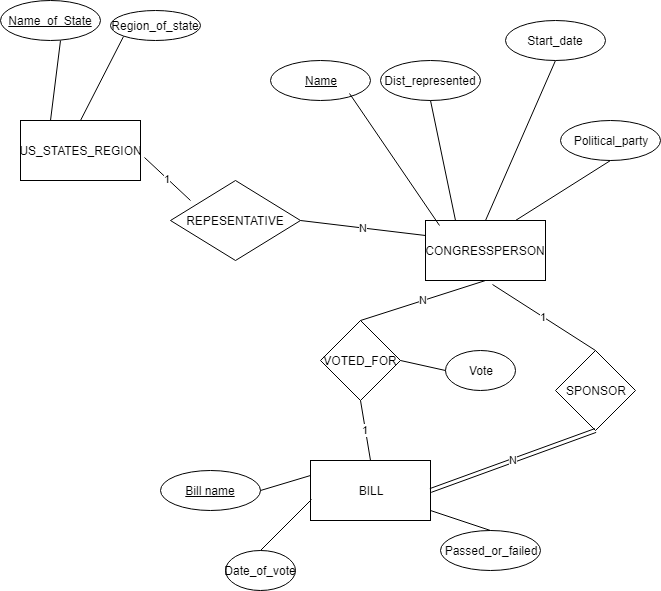 Name_of_State
Region_of_state
Start_date
Name
Dist_represented
Political_party
US_STATES_REGION
1
REPESENTATIVE
N
CONGRESSPERSON
N
1
VOTED_FOR
Vote
SPONSOR
1
N
Bill name
BILL
Passed_or_failed
Date_of_vote